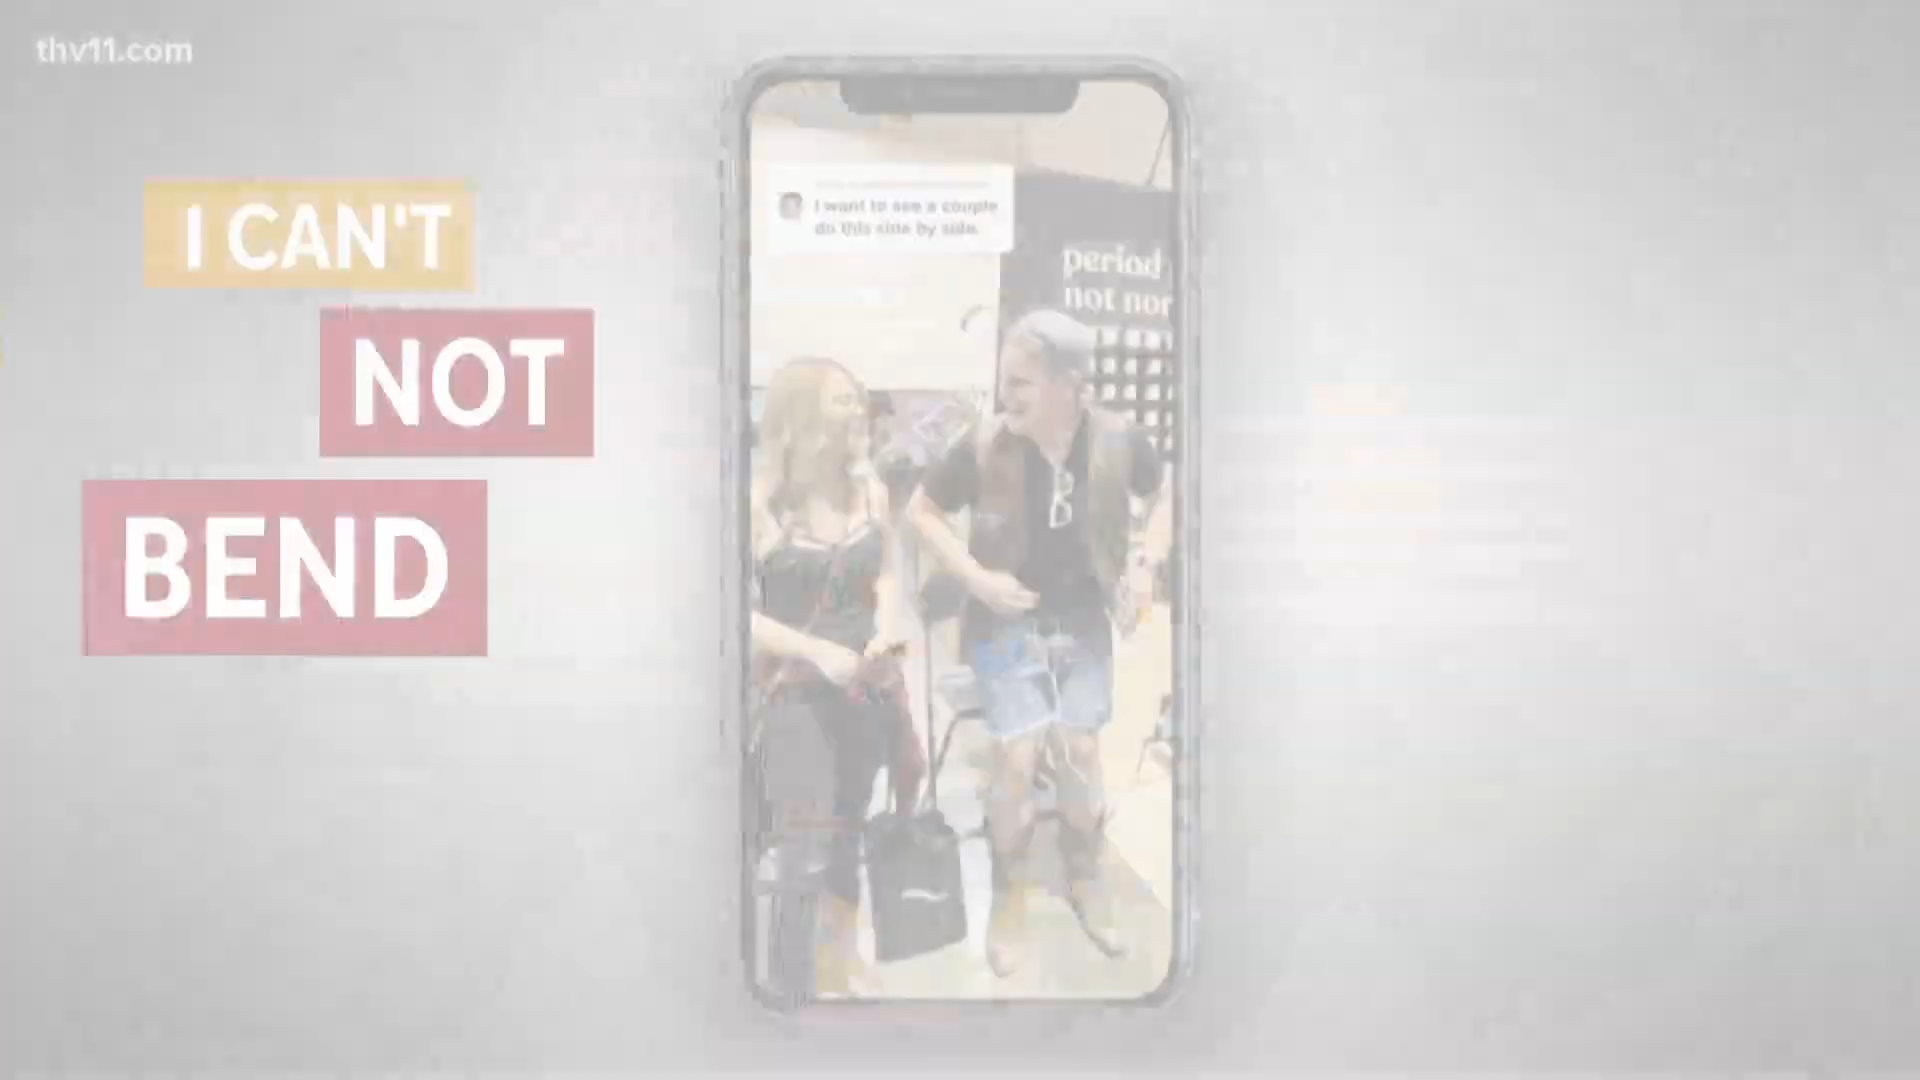 thv11.com
I CAN'T
NOT
BEND
I want to see a couple
do this side by side.
period
not nor